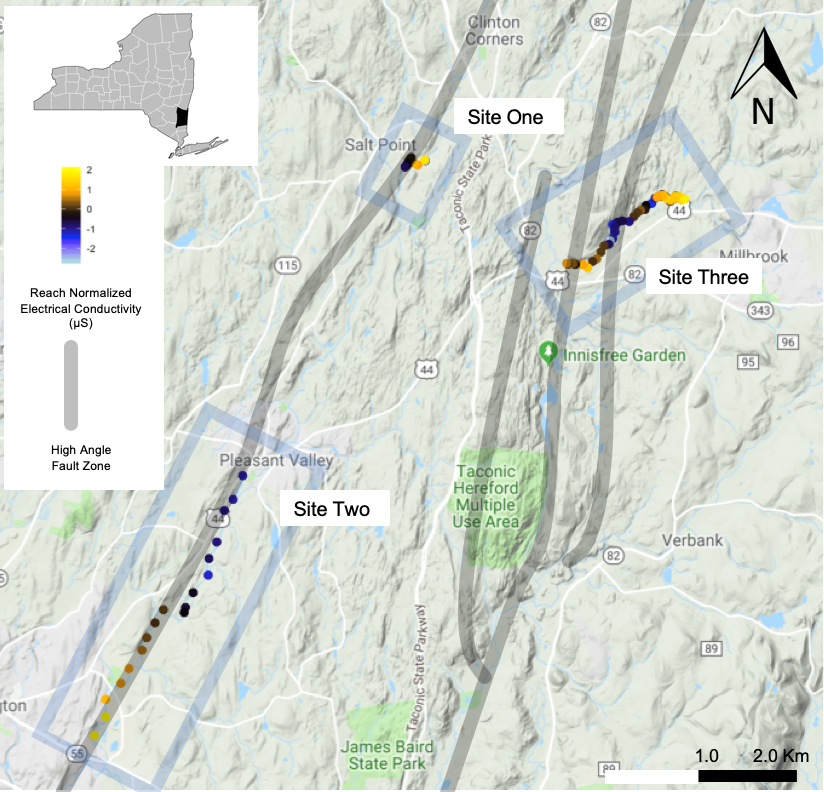 Clinton
Corners
82
N
Site One
Salt Point
Taconic State Park
2
1
0
-1
-2
Reach Normalized
Electrical Conductivity
(μS)
High Angle
Fault Zone
115
82
44
44
82
Site Three
Millbrook
343
96
95
Innisfree Garden
44
Pleasant Valley
Taconic
Hereford
Multiple
Use Area
Site Two
44
82
Verbank
89
Taconic State Parkway
gton
55
James Baird
State Park
1.0 2.0 Km